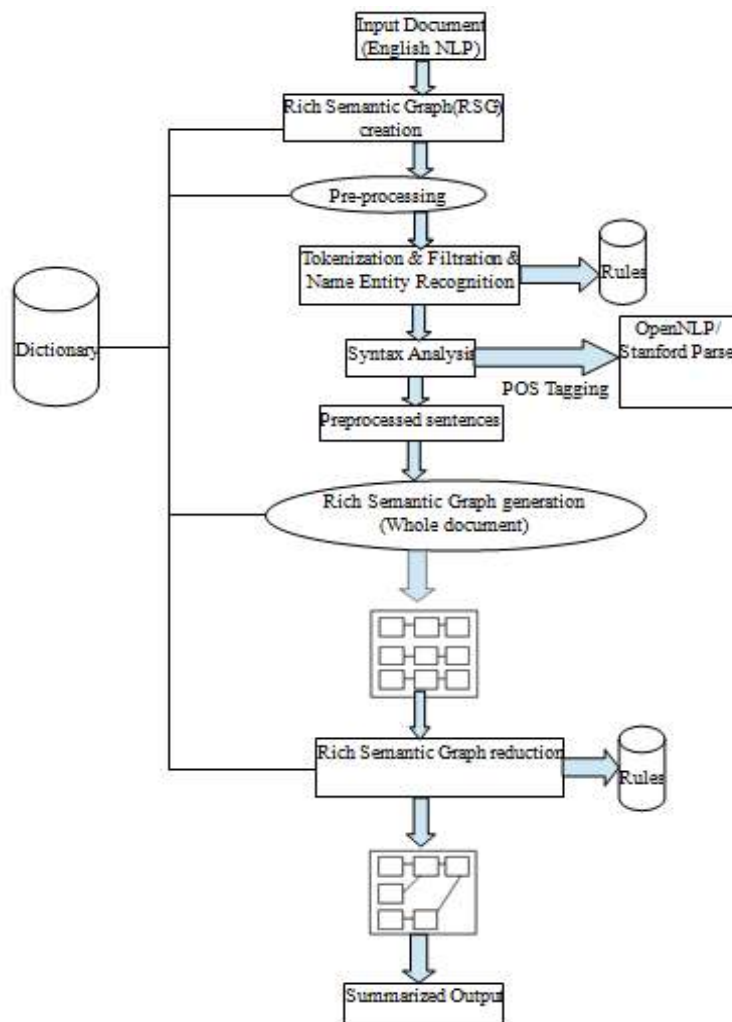 Input Document
(English NLP)
Rich Semantic Graph(RSG)
creation
Pre-processing
Tokenization & Filtration &
Name Entity Recognition
Rules
Dictionary
Syntax Analysis
OpenNLP/
Stanford Parse
POS Tagging
Preprocessed sentences
Rich Semantic Graph generation
(Whole document)
Rich Semantic Graph reduction
Rules
Summarized Output